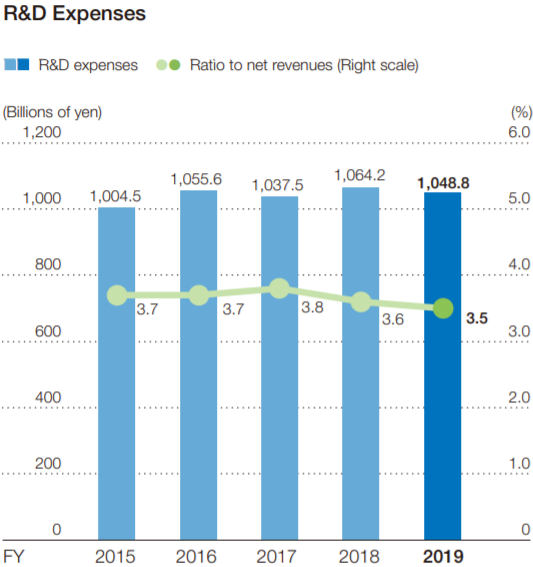 R&D Expenses
R&D expenses Ratio to net revenues (Right scale)
(Billions of yen) (%)
1,200 6.0
1,064.2
1,055.6 1,037.5 1,048.8
1,000 1,004.5 5.0
800 4.0
3.7 3.7 3.8 3.6 3.5
600 3.0
400 2.0
200 1.0
0 0
FY 2015 2016 2017 2018 2019